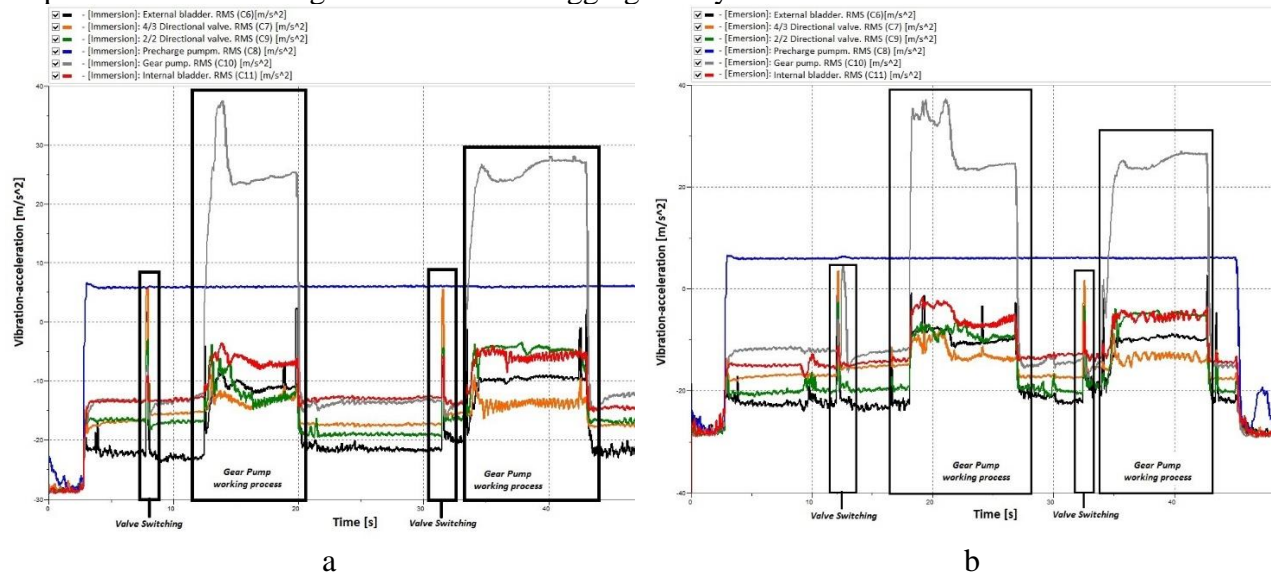 - [Immersion]: External bladder. RMS (C6)[m/s^2]
- [Immersion]: 4/3 Directional valve. RMS (C7) [m/s^2]
- [Immersion]: 2/2 Directional valve. RMS (C9) [m/s^2]
- [Immersion]: Precharge pumpm. RMS (C8) [m/s^2]
- [Immersion]: Gear pump. RMS (C10) [m/s^2]
- [Immersion]: Internal bladder. RMS (C11) [m/s^2]
40
30
20
10
0
-10
-20
-30
Vibration-acceleration [m/s^2]
10
20
30
40
Gear Pump
working process
Gear Pump
working process
Valve Switching
Time [s]
Valve Switching
a
- [Emersion]: External bladder. RMS (C6) [m/s^2]
- [Emersion]: 4/3 Directional valve. RMS (C7) [m/s^2]
- [Emersion]: 2/2 Directional valve. RMS (C9) [m/s^2]
- [Emersion]: Precharge pumpm. RMS (C8) [m/s^2]
- [Emersion]: Gear pump. RMS (C10) [m/s^2]
- [Emersion]: Internal bladder. RMS (C11) [m/s^2]
40
20
0
-20
-40
Vibration-acceleration [m/s^2]
10
20
30
40
Gear Pump
working process
Gear Pump
working process
Valve Switching
Time [s]
Valve Switching
b